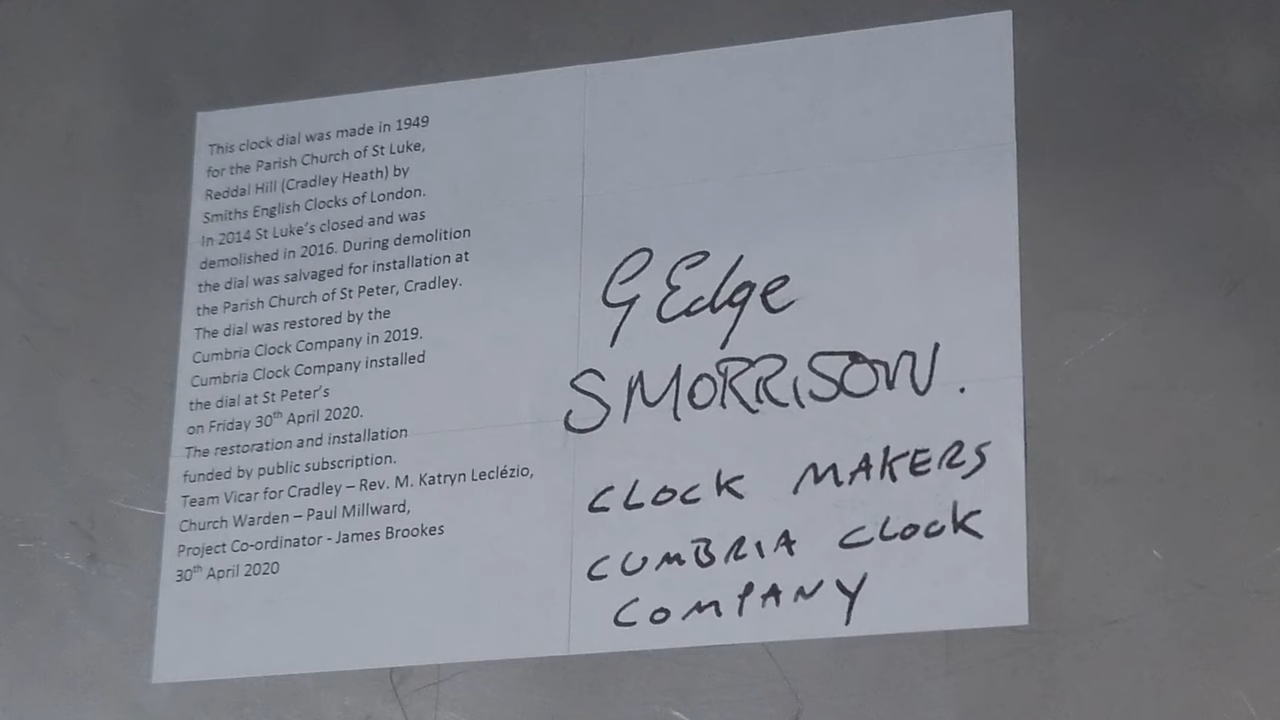 This clock dial was made in 1949
for the Parish Church of St Luke,
Reddal Hill (Cradley Heath) by
Smiths English Clocks of London.
In 2014 St Luke's closed and was
demolished in 2016. During demolition
the dial was salvaged for installation at
the Parish Church of St Peter, Cradley.
The dial was restored by the
Cumbria Clock Company in 2019.
Cumbria Clock Company installed
the dial at St Peter's
on Friday 30th April 2020.
The restoration and installation
funded by public subscription.
Team Vicar for Cradley – Rev. M. Katryn Leclézio,
Church Warden – Paul Millward,
Project Co-ordinator - James Brookes
30th April 2020
G Edge
S MORRISON.
CLOCK MAKERS
CUMBRIA CLOCK
COMPANY